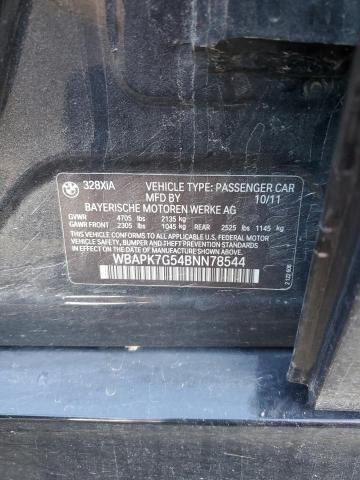 BMW
328XiA VEHICLE TYPE: PASSENGER CAR
MFD BY 10/11
BAYERISCHE MOTOREN WERKE AG
GVWR 4705 lbs 2135 kg
GAWR FRONT 2305 lbs 1045 kg REAR 2525 lbs 1145 kg
THIS VEHICLE CONFORMS TO ALL APPLICABLE U.S. FEDERAL MOTOR
VEHICLE SAFETY, BUMPER, AND THEFT PREVENTION STANDARDS
IN EFFECT ON THE DATE OF MANUFACTURE SHOWN ABOVE.
WBAPK7G54BNN78544